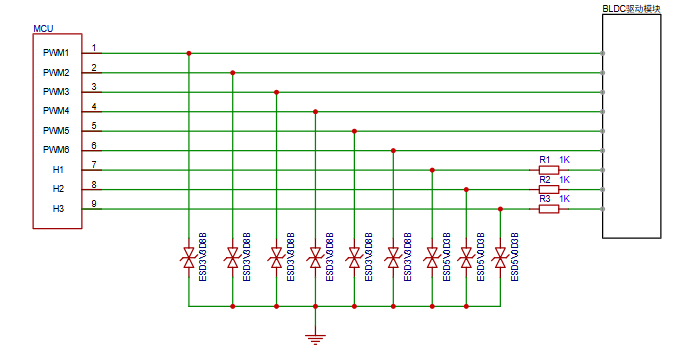 BLDC驱动模块
MCU
PWM1 1
PWM2 2
PWM3 3
PWM4 4
PWM5 5
PWM6 6
H1 7 R1 1K
H2 8 R2 1K
H3 9 R3 1K
ESD3V3D8B
ESD3V3D8B
ESD3V3D8B
ESD3V3D8B
ESD3V3D8B
ESD3V3D8B
ESD5V0D3B
ESD5V0D3B
ESD5V0D3B